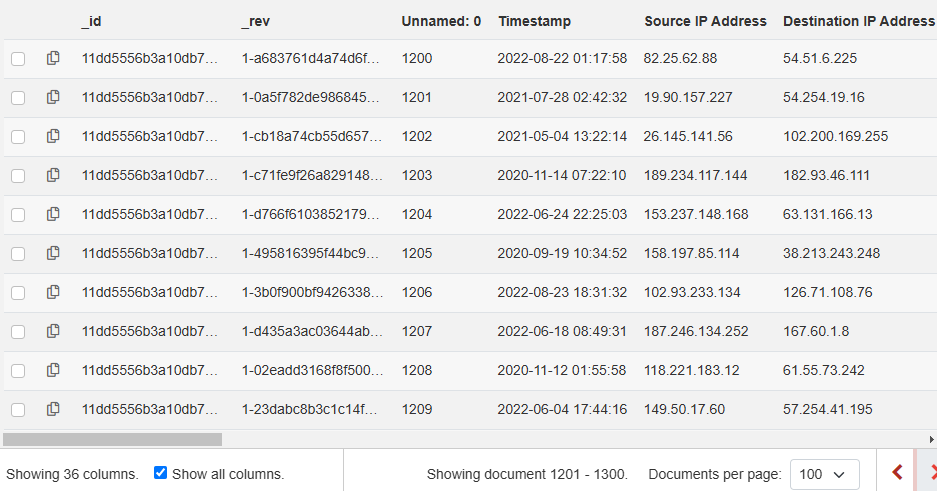 _id _rev Unnamed: 0 Timestamp Source IP Address Destination IP Address
11dd5556b3a10db7... 1-a683761d4a74d6f... 1200 2022-08-22 01:17:58 82.25.62.88 54.51.6.225
11dd5556b3a10db7... 1-0a5f782de986845... 1201 2021-07-28 02:42:32 19.90.157.227 54.254.19.16
11dd5556b3a10db7... 1-cb18a74cb55d657... 1202 2021-05-04 13:22:14 26.145.141.56 102.200.169.255
11dd5556b3a10db7... 1-c71fe9f26a829148... 1203 2020-11-14 07:22:10 189.234.117.144 182.93.46.111
11dd5556b3a10db7... 1-d766f6103852179... 1204 2022-06-24 22:25:03 153.237.148.168 63.131.166.13
11dd5556b3a10db7... 1-495816395f44bc9... 1205 2020-09-19 10:34:52 158.197.85.114 38.213.243.248
11dd5556b3a10db7... 1-3b0f900bf9426338... 1206 2022-08-23 18:31:32 102.93.233.134 126.71.108.76
11dd5556b3a10db7... 1-d435a3ac03644ab... 1207 2022-06-18 08:49:31 187.246.134.252 167.60.1.8
11dd5556b3a10db7... 1-02eadd3168f8f500... 1208 2020-11-12 01:55:58 118.221.183.12 61.55.73.242
11dd5556b3a10db7... 1-23dabc8b3c1c14f... 1209 2022-06-04 17:44:16 149.50.17.60 57.254.41.195
Showing 36 columns. Show all columns. Showing document 1201 - 1300. Documents per page: 100